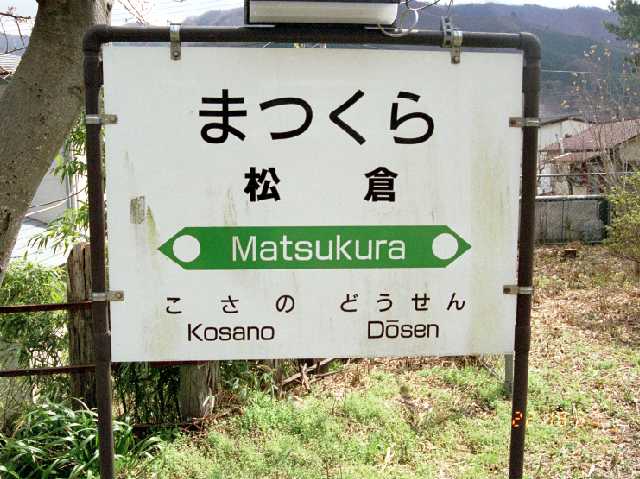 まつくら
松倉
Matsukura
こさの どうせん
Kosano Dōsen